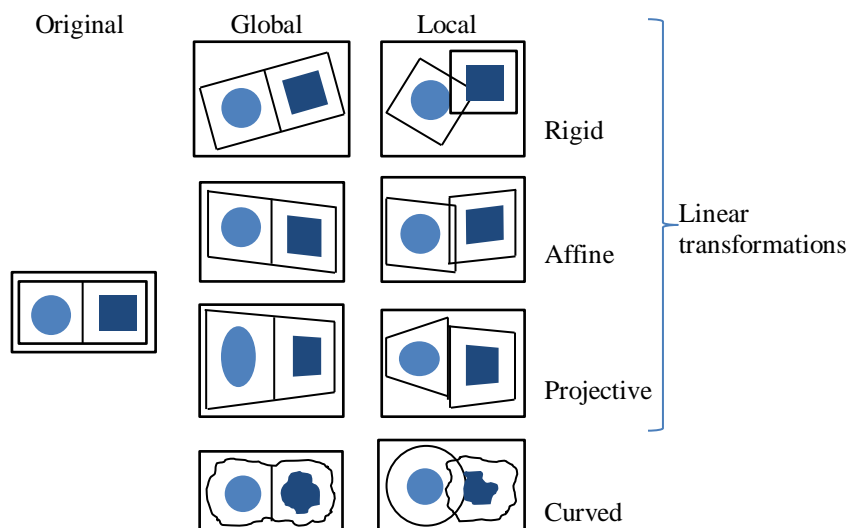 Original Global Local
Rigid
Linear
transformations
Affine
Projective
Curved